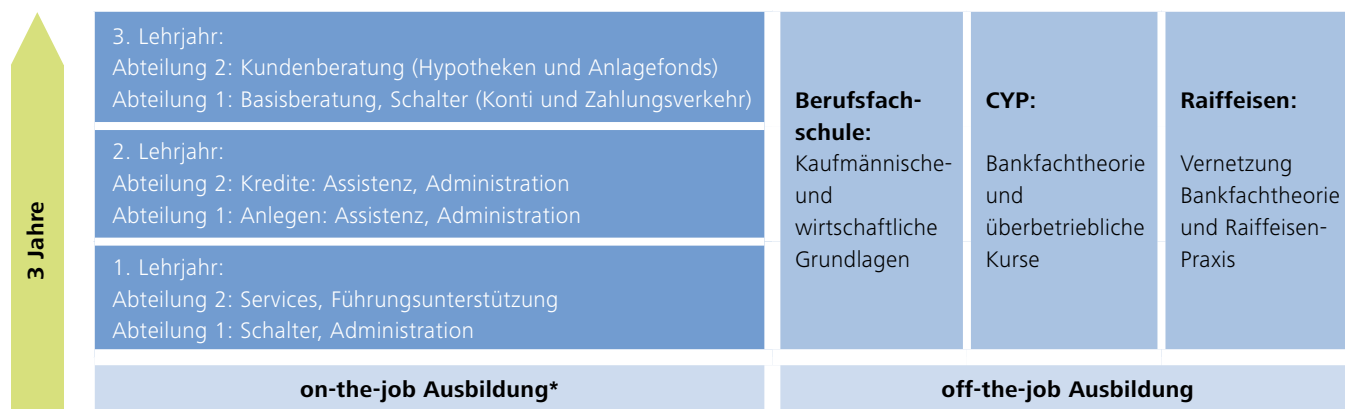 3 Jahre
3. Lehrjahr:
Abteilung 2: Kundenberatung (Hypotheken und Anlagefonds)
Abteilung 1: Basisberatung, Schalter (Konti und Zahlungsverkehr)
2. Lehrjahr:
Abteilung 2: Kredite: Assistenz, Administration
Abteilung 1: Anlegen: Assistenz, Administration
1. Lehrjahr:
Abteilung 2: Services, Führungsunterstützung
Abteilung 1: Schalter, Administration
on-the-job Ausbildung*
Berufsfach-
schule:
Kaufmännische-
und
wirtschaftliche
Grundlagen
CYP:
Bankfachtheorie
und
überbetriebliche
Kurse
Raiffeisen:
Vernetzung
Bankfachtheorie
und Raiffeisen-
Praxis
off-the-job Ausbildung